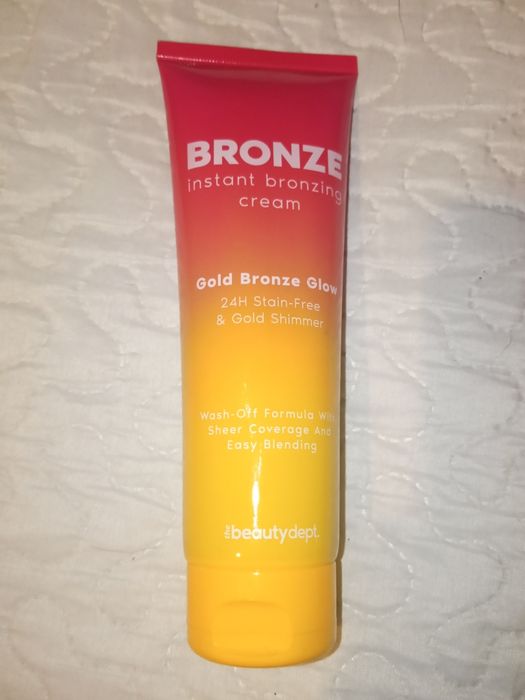 BRONZE
instant bronzing
cream
Gold Bronze Glow
24H Stain-Free
& Gold Shimmer
Wash-Off Formula With
Sheer Coverage And
Easy Blending
the beautydept.